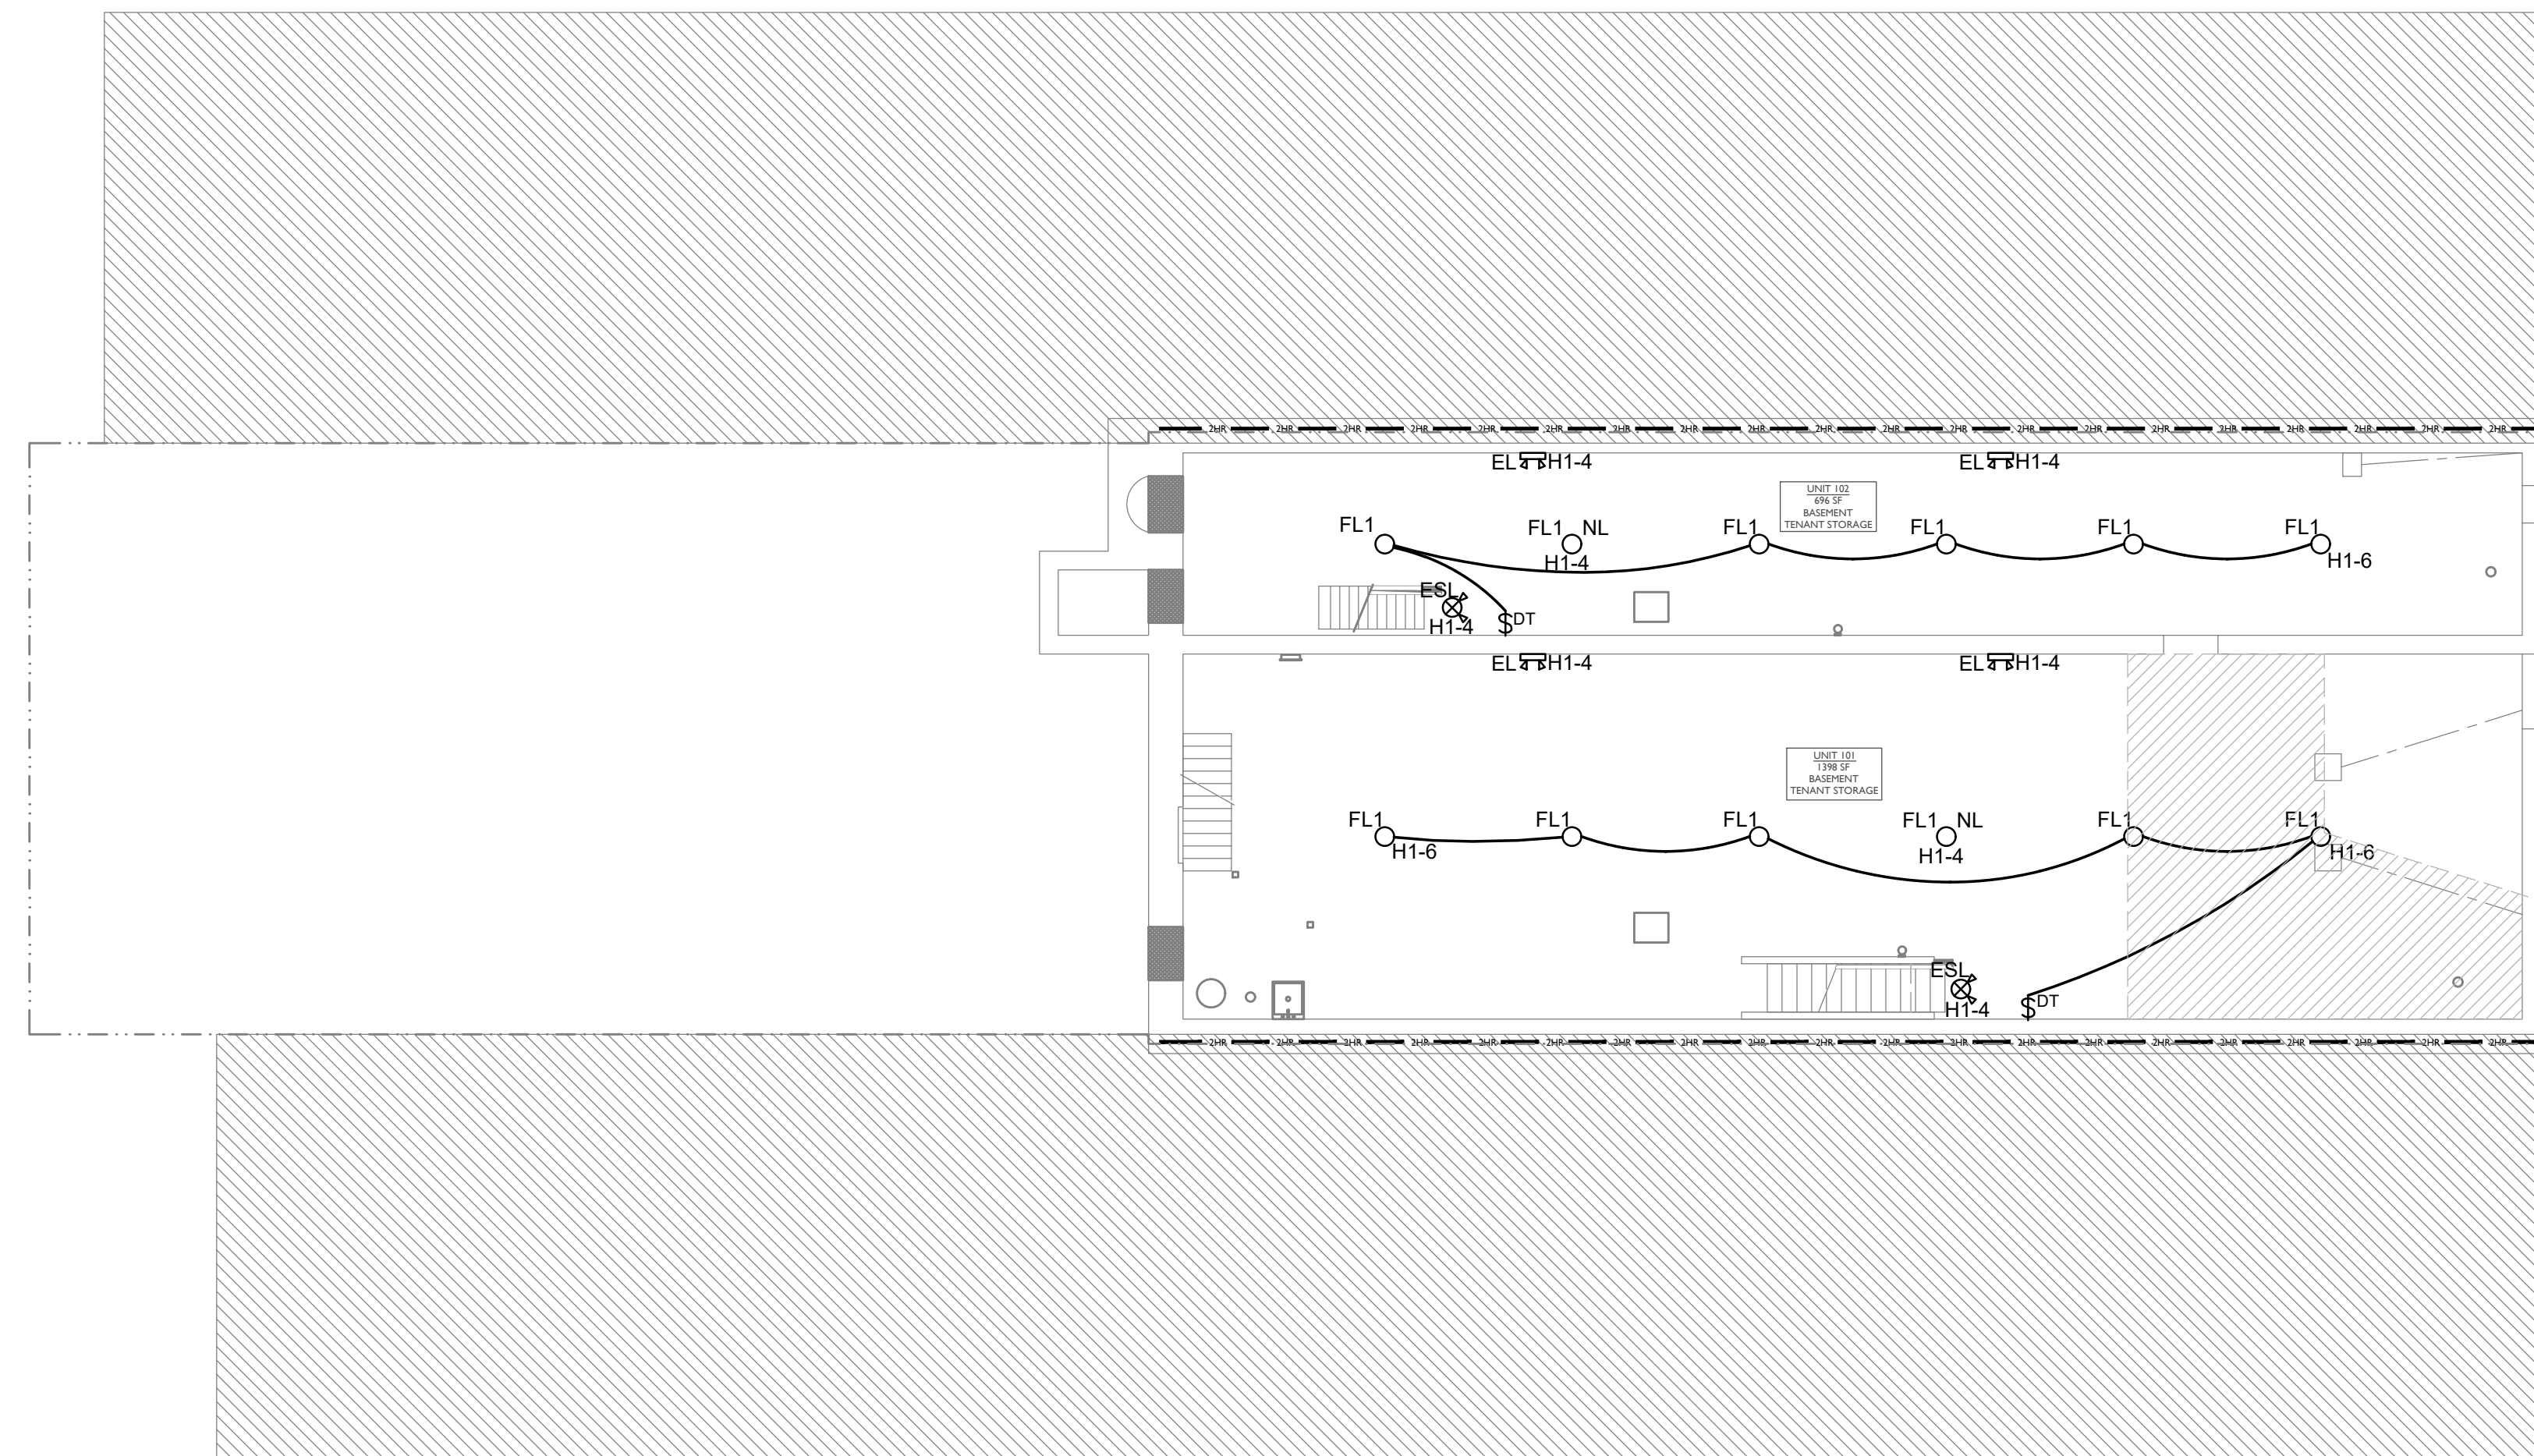 2HR 2HR 2HR 2HR 2HR 2HR 2HR 2HR 2HR 2HR 2HR 2HR 2HR 2HR 2HR 2HR 2HR 2HR 2HR 2HR
EL H1-4
EL H1-4
UNIT 102
696 SF
BASEMENT
TENANT STORAGE
FL1
FL1 NL
H1-4
FL1
FL1
FL1
FL1
H1-6
ESL
H1-4
$DT
EL H1-4
EL H1-4
UNIT 101
1398 SF
BASEMENT
TENANT STORAGE
FL1
H1-6
FL1
FL1
FL1 NL
H1-4
FL1
FL1
H1-6
ESL
H1-4
$DT
2HR 2HR 2HR 2HR 2HR 2HR 2HR 2HR 2HR 2HR 2HR 2HR 2HR 2HR 2HR 2HR 2HR 2HR 2HR 2HR